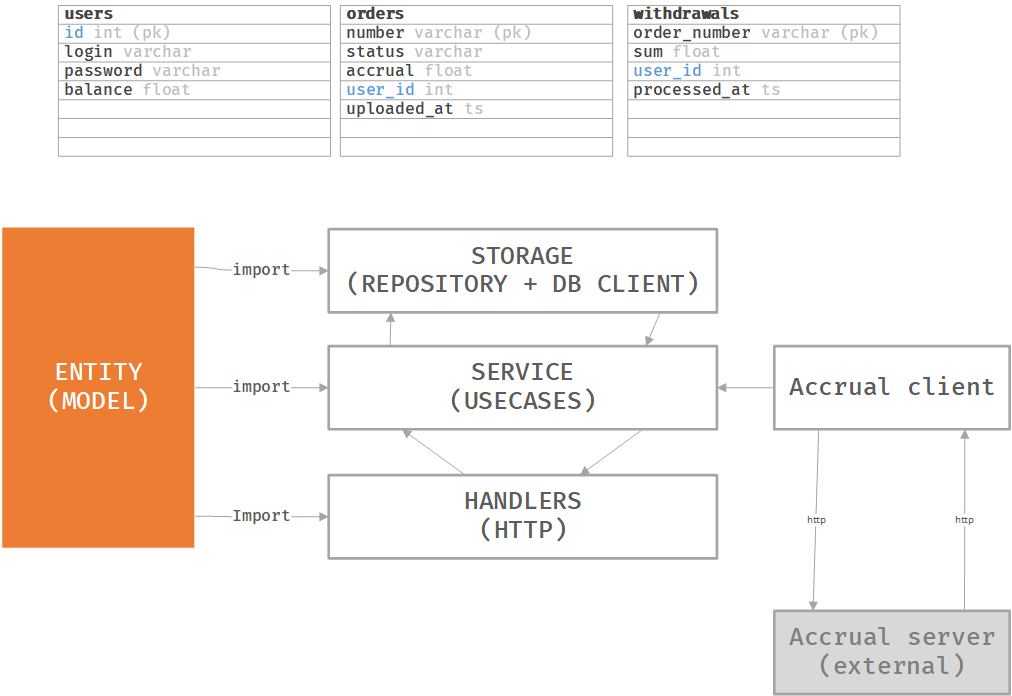 users
id int (pk)
login varchar
password varchar
balance float
orders
number varchar (pk)
status varchar
accrual float
user_id int
uploaded_at ts
withdrawals
order_number varchar (pk)
sum float
user_id int
processed_at ts
ENTITY
(MODEL)
import
import
Import
STORAGE
(REPOSITORY + DB CLIENT)
SERVICE
(USECASES)
HANDLERS
(HTTP)
Accrual client
http
http
Accrual server
(external)